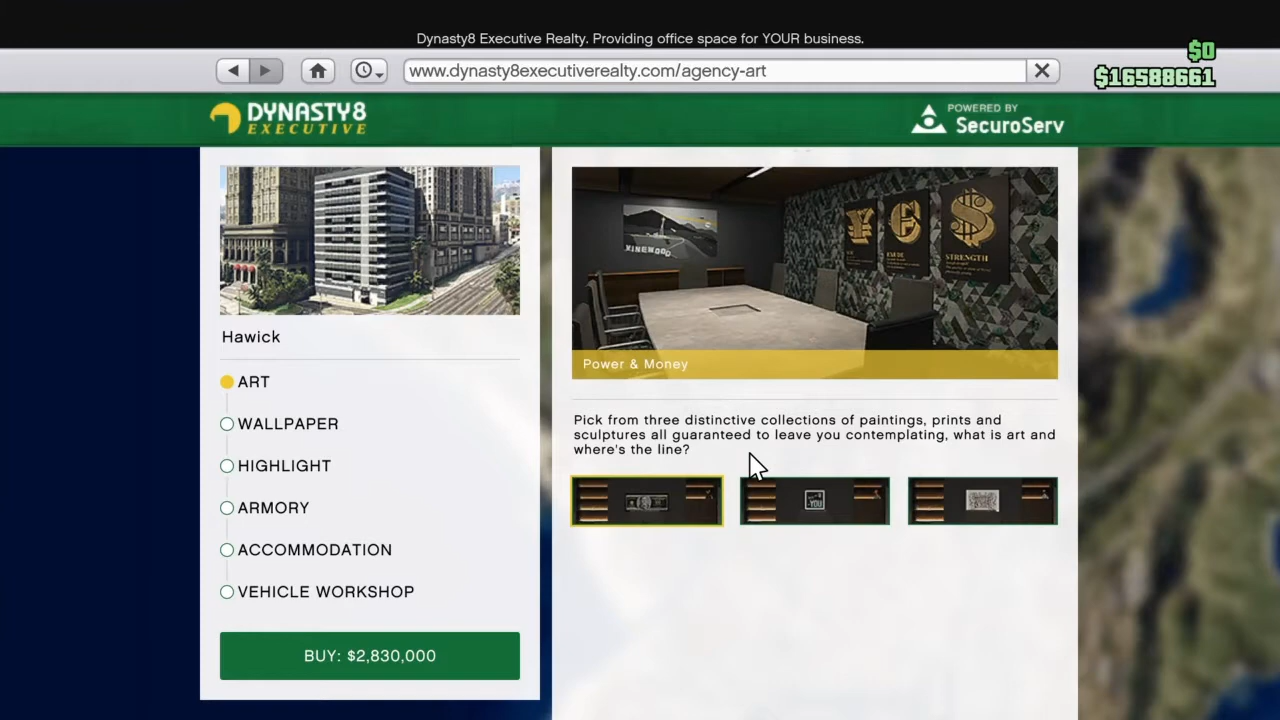 Dynasty8 Executive Realty. Providing office space for YOUR business.
$0
www.dynasty8executiverealty.com/agency-art
$16588661
DYNASTY8
EXECUTIVE
POWERED BY
SecuroServ
Hawick
ART
WALLPAPER
HIGHLIGHT
ARMORY
ACCOMMODATION
VEHICLE WORKSHOP
BUY: $2,830,000
VINEWOOD
¥
€
$
STRENGTH
Power & Money
Pick from three distinctive collections of paintings, prints and
sculptures all guaranteed to leave you contemplating, what is art and
where's the line?
-YOU